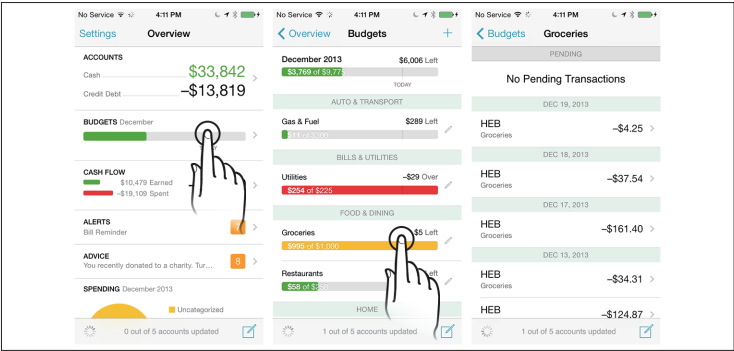 No Service 4:11 PM
Settings Overview
ACCOUNTS
Cash $33,842
Credit Debt –$13,819
BUDGETS December
CASH FLOW
$10,479 Earned
–$19,109 Spent
ALERTS
Bill Reminder
ADVICE
You recently donated to a charity. Tur… 8
SPENDING December 2013
Uncategorized
0 out of 5 accounts updated
No Service 4:11 PM
Overview Budgets +
December 2013 $6,006 Left
$3,769 of $9,775
TODAY
AUTO & TRANSPORT
Gas & Fuel $289 Left
$11 of $300
BILLS & UTILITIES
Utilities –$29 Over
$254 of $225
FOOD & DINING
Groceries $5 Left
$995 of $1,000
Restaurants Left
$58 of
HOME
1 out of 5 accounts updated
No Service 4:11 PM
Budgets Groceries
PENDING
No Pending Transactions
DEC 19, 2013
HEB –$4.25
Groceries
DEC 18, 2013
HEB –$37.54
Groceries
DEC 17, 2013
HEB –$161.40
Groceries
DEC 13, 2013
HEB –$34.31
Groceries
HEB –$124.87
1 out of 5 accounts updated